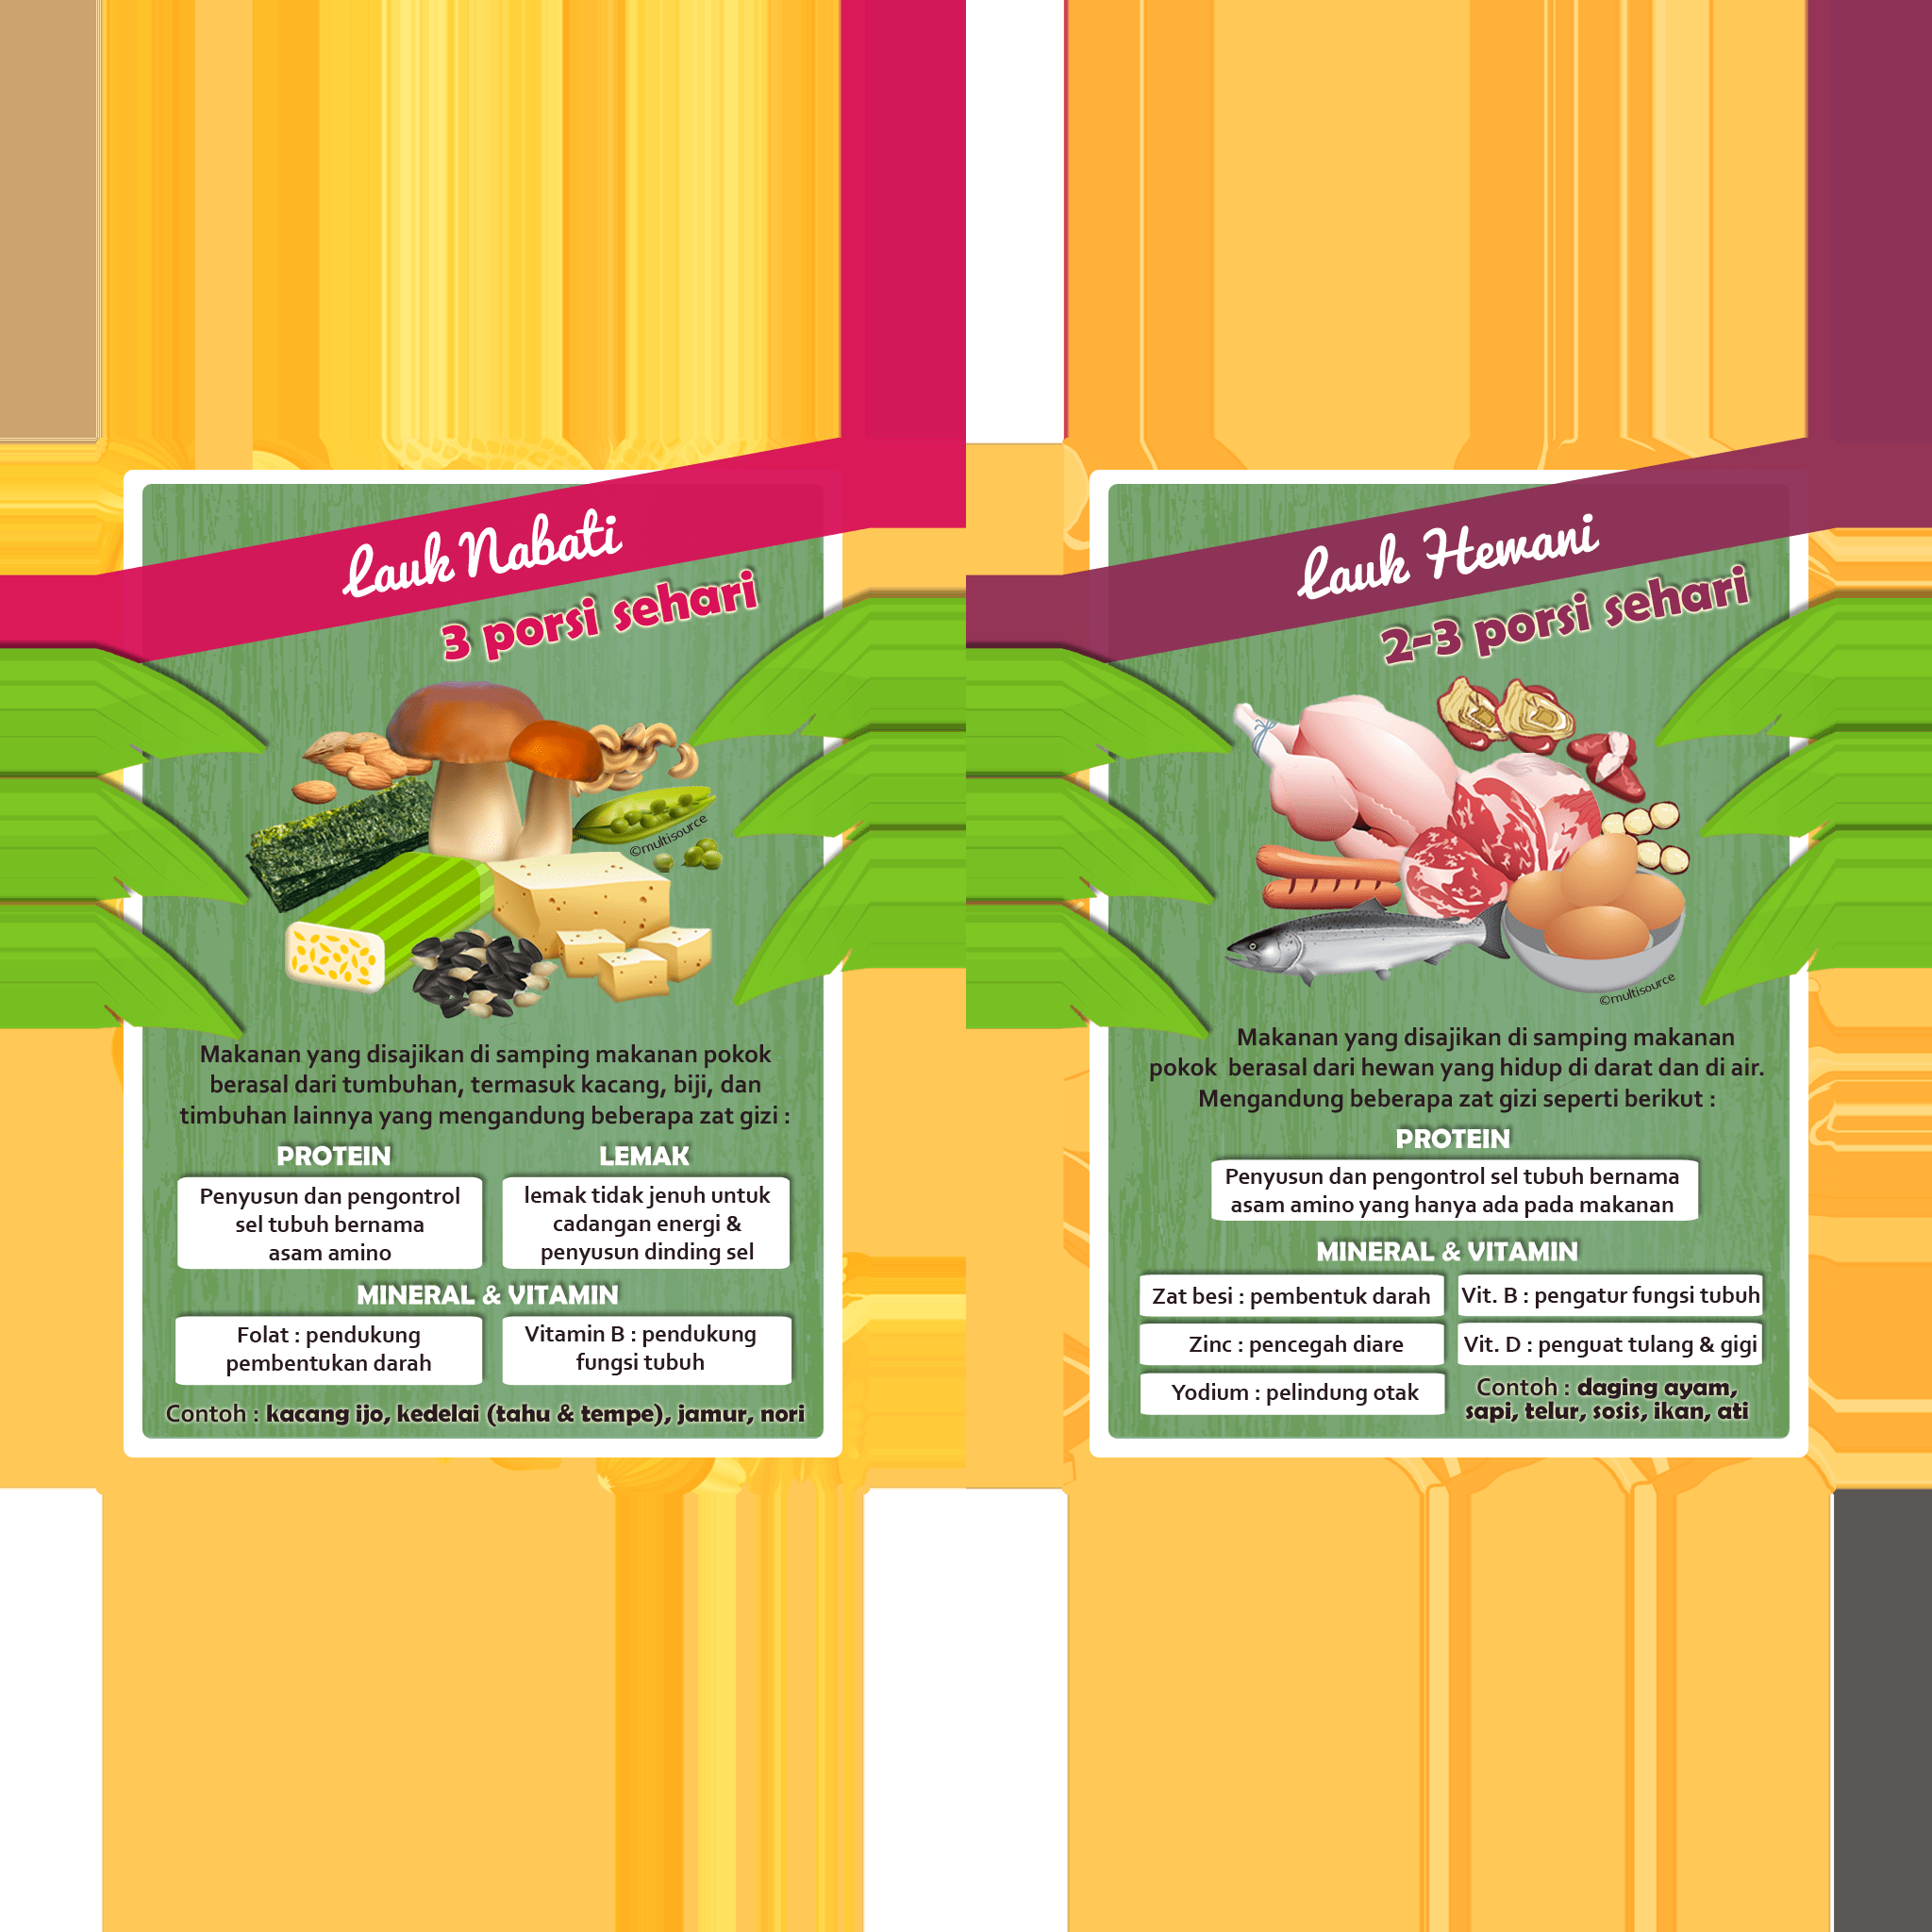 Lauk Nabati
3 porsi sehari
©multisource
Makanan yang disajikan di samping makanan pokok
berasal dari tumbuhan, termasuk kacang, biji, dan
timbuhan lainnya yang mengandung beberapa zat gizi :
PROTEIN
Penyusun dan pengontrol
sel tubuh bernama
asam amino
LEMAK
lemak tidak jenuh untuk
cadangan energi &
penyusun dinding sel
MINERAL & VITAMIN
Folat : pendukung
pembentukan darah
Vitamin B : pendukung
fungsi tubuh
Contoh : kacang ijo, kedelai (tahu & tempe), jamur, nori
Lauk Hewani
2-3 porsi sehari
©multisource
Makanan yang disajikan di samping makanan
pokok berasal dari hewan yang hidup di darat dan di air.
Mengandung beberapa zat gizi seperti berikut :
PROTEIN
Penyusun dan pengontrol sel tubuh bernama
asam amino yang hanya ada pada makanan
MINERAL & VITAMIN
Zat besi : pembentuk darah
Vit. B : pengatur fungsi tubuh
Zinc : pencegah diare
Vit. D : penguat tulang & gigi
Yodium : pelindung otak
Contoh : daging ayam,
sapi, telur, sosis, ikan, ati